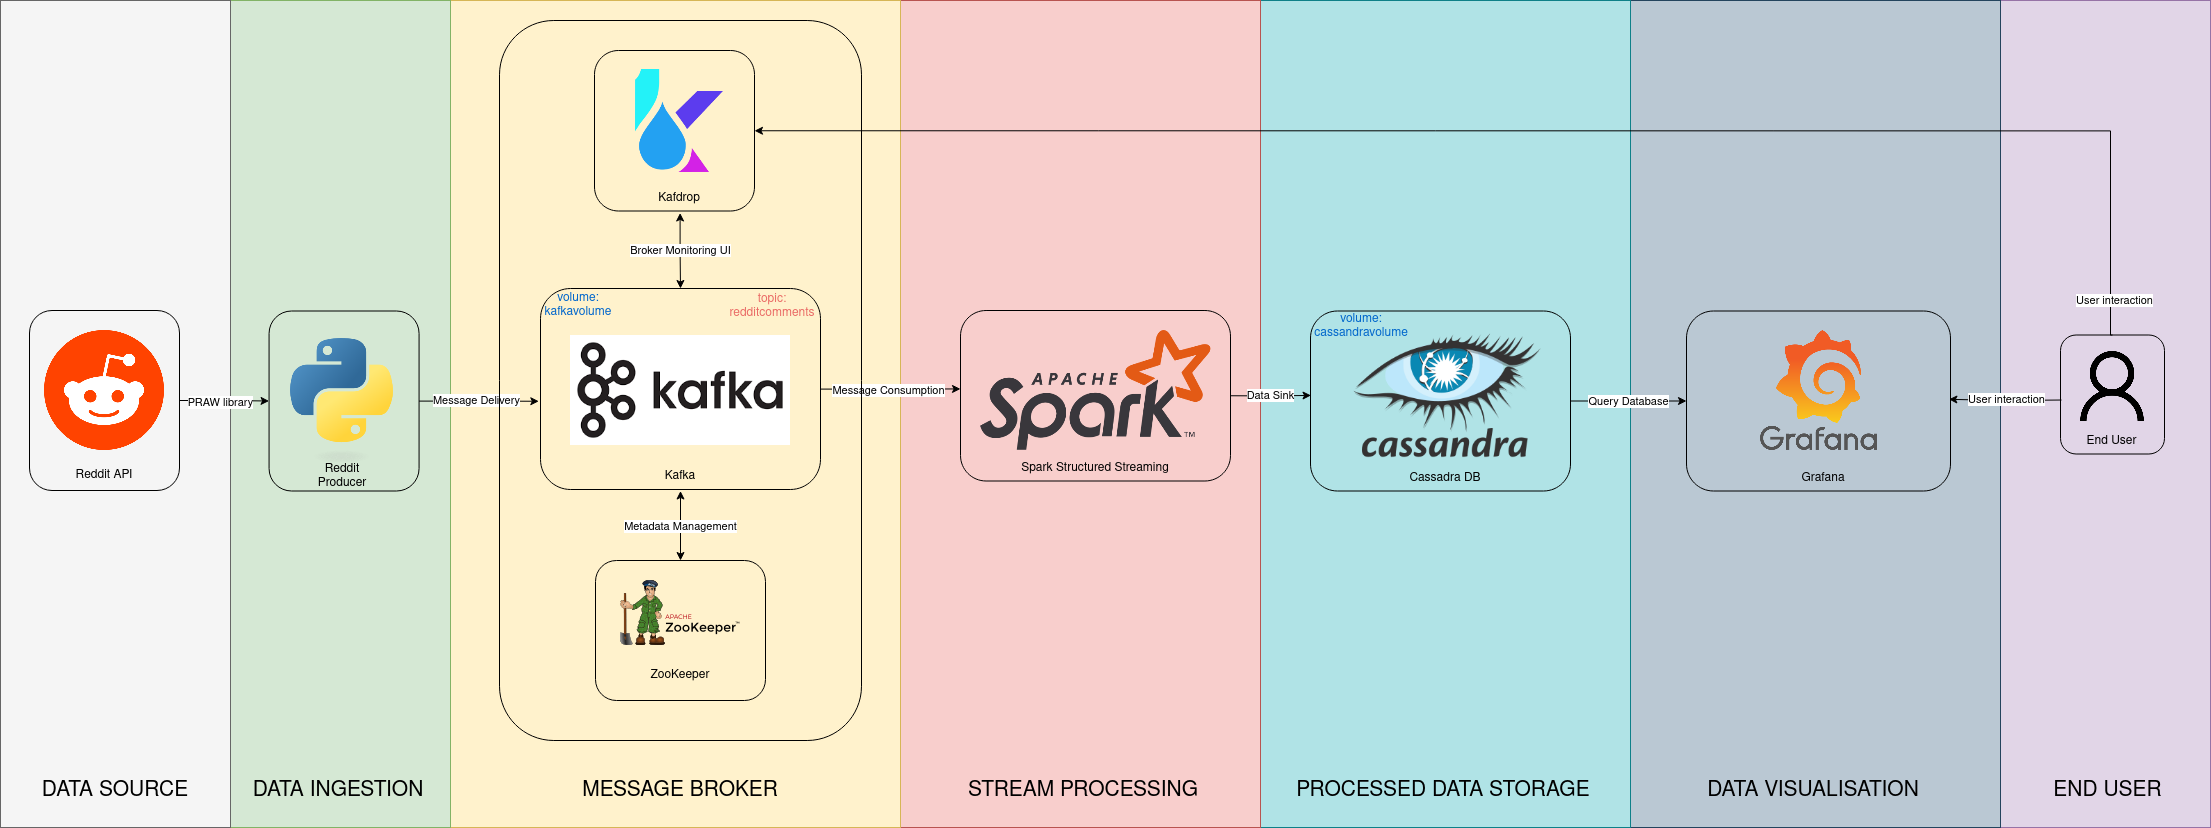 Kafdrop
Broker Monitoring UI
User interaction
volume:
kafkavolume
topic:
redditcomments
kafka
Kafka
Reddit API
PRAW library
Reddit
Producer
Message Delivery
Message Consumption
APACHE
Spark
TM
Spark Structured Streaming
Data Sink
volume:
cassandravolume
cassandra
Cassadra DB
Query Database
Grafana
Grafana
User interaction
End User
Metadata Management
APACHE
ZooKeeper™
ZooKeeper
DATA SOURCE
DATA INGESTION
MESSAGE BROKER
STREAM PROCESSING
PROCESSED DATA STORAGE
DATA VISUALISATION
END USER